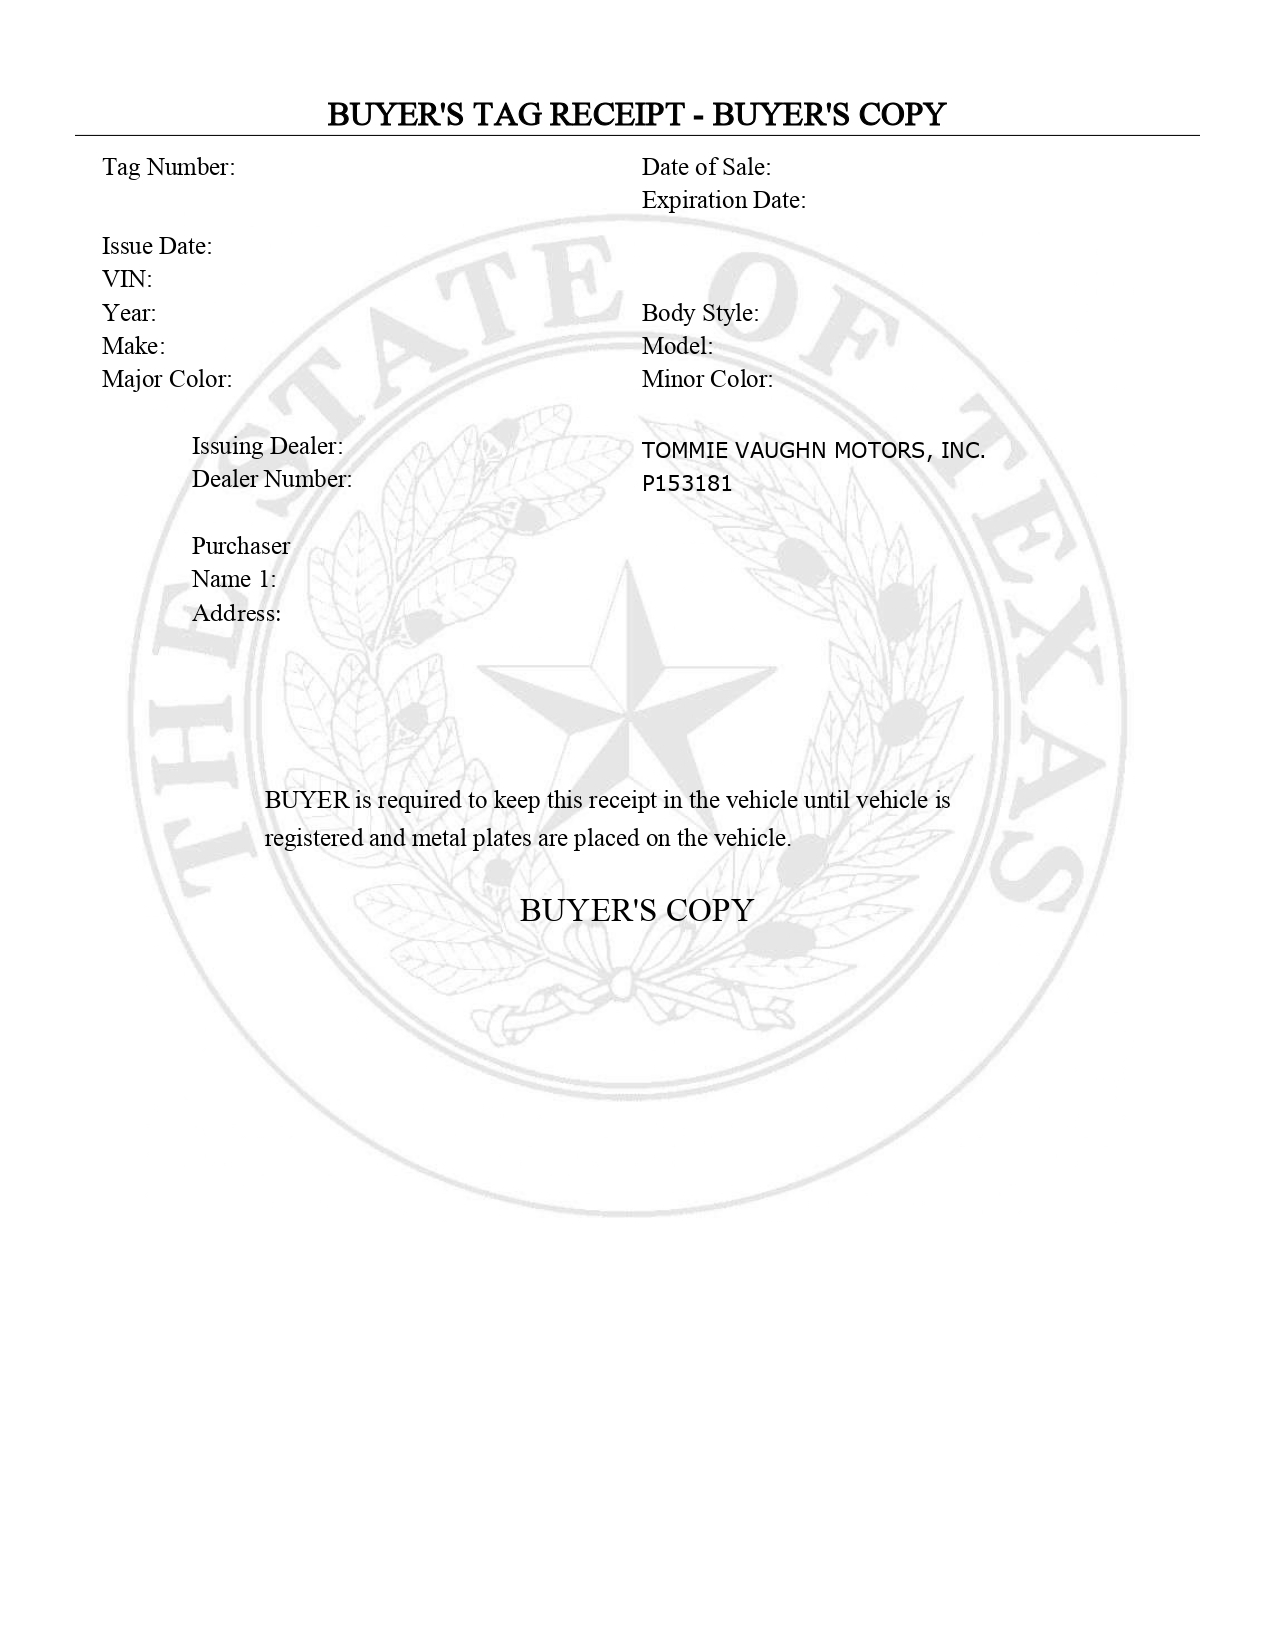 BUYER'S TAG RECEIPT - BUYER'S COPY
Tag Number:
Date of Sale:
Expiration Date:
Issue Date:
VIN:
Year:
Body Style:
Make:
Model:
Major Color:
Minor Color:
Issuing Dealer:
TOMMIE VAUGHN MOTORS, INC.
Dealer Number:
P153181
Purchaser
Name 1:
Address:
BUYER is required to keep this receipt in the vehicle until vehicle is
registered and metal plates are placed on the vehicle.
BUYER'S COPY
THE STATE OF TEXAS